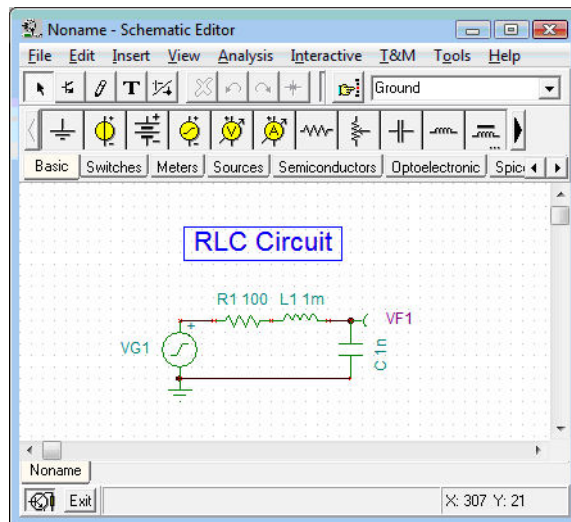 Noname - Schematic Editor
File Edit Insert View Analysis Interactive T&M Tools Help
T
Ground
V A
...
Basic Switches Meters Sources Semiconductors Optoelectronic
RLC Circuit
R1 100 L1 1m
+
VF1
VG1
C 1n
Noname
Exit
X: 307 Y: 21